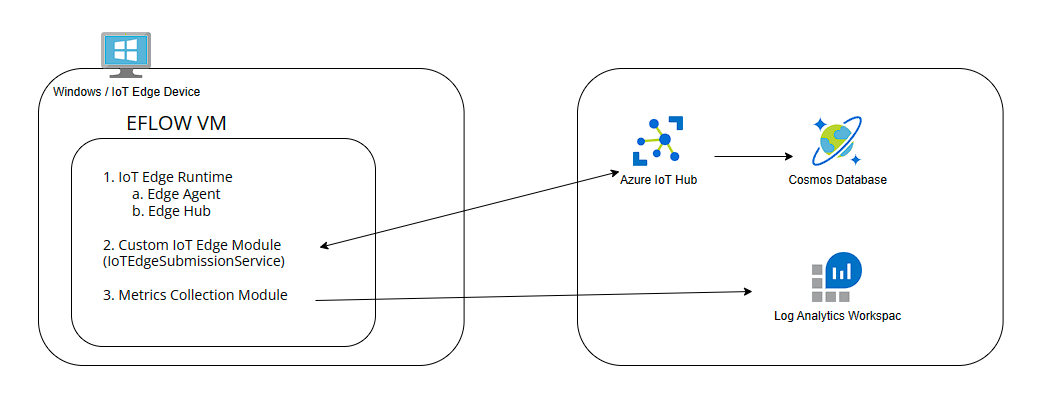 Windows / IoT Edge Device
EFLOW VM
1. IoT Edge Runtime
a. Edge Agent
b. Edge Hub
2. Custom IoT Edge Module
(IoTEdgeSubmissionService)
3. Metrics Collection Module
Azure IoT Hub
Cosmos Database
Log Analytics Workspac